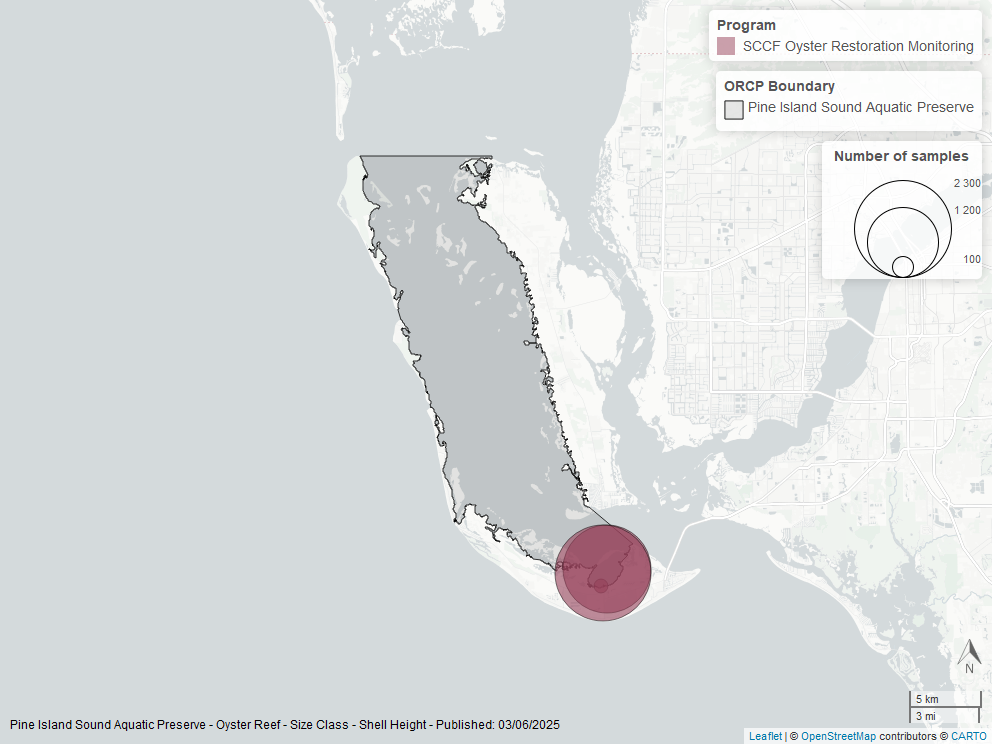 Program
SCCF Oyster Restoration Monitoring
ORCP Boundary
Pine Island Sound Aquatic Preserve
Number of samples
2 300
1 200
100
N
5 km
3 mi
Pine Island Sound Aquatic Preserve - Oyster Reef - Size Class - Shell Height - Published: 03/06/2025
Leaflet | © OpenStreetMap contributors © CARTO